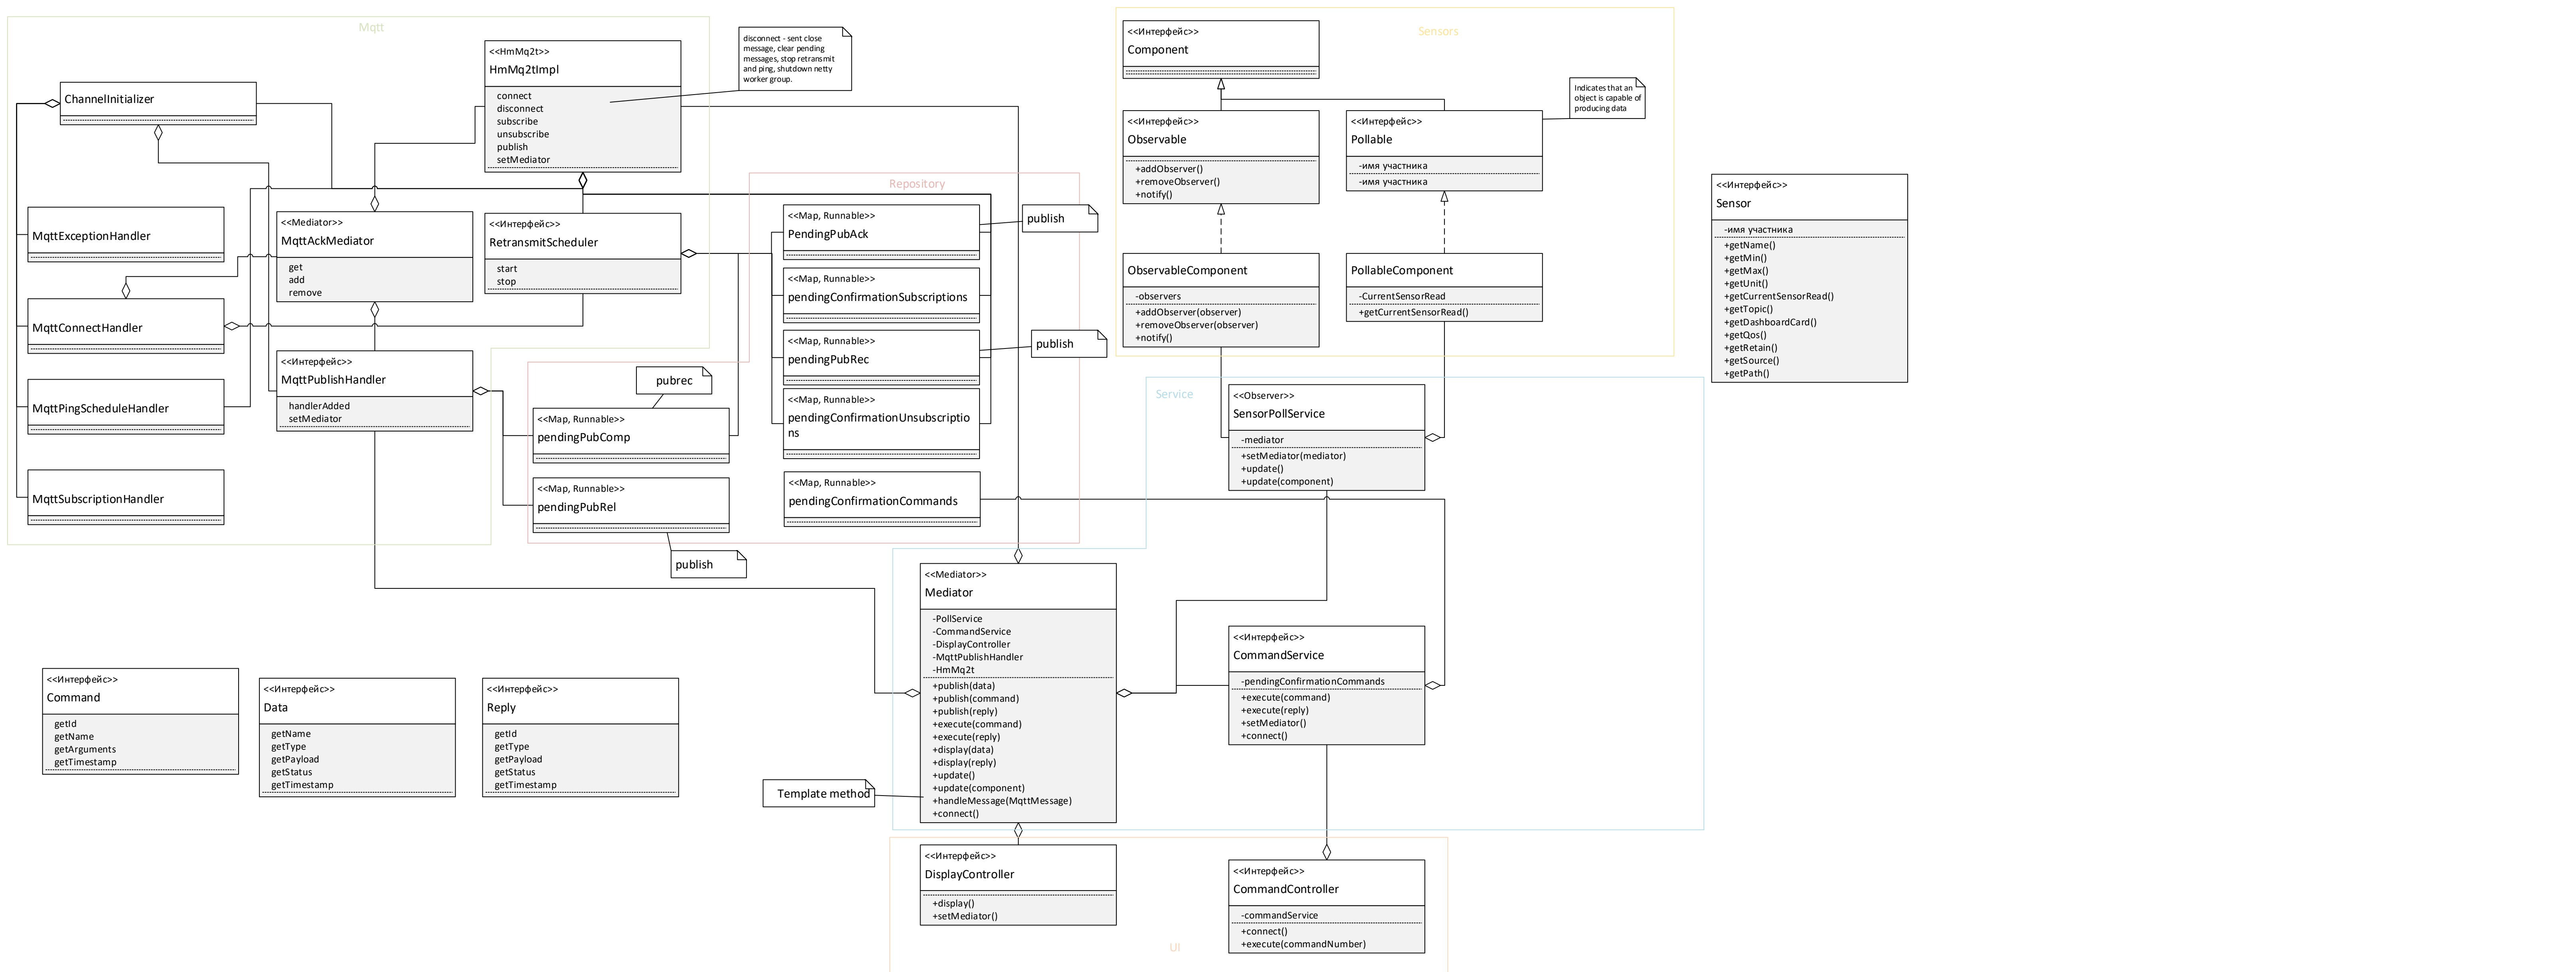 Mqtt
<<HmMq2t>>
HmMq2tImpl
connect
disconnect
subscribe
unsubscribe
publish
setMediator
disconnect - sent close
message, clear pending
messages, stop retransmit
and ping, shutdown netty
worker group.
ChannelInitializer
MqttExceptionHandler
<<Mediator>>
MqttAckMediator
get
add
remove
<<Интерфейс>>
RetransmitScheduler
start
stop
MqttConnectHandler
<<Интерфейс>>
MqttPublishHandler
handlerAdded
setMediator
MqttPingScheduleHandler
MqttSubscriptionHandler
Repository
<<Map, Runnable>>
PendingPubAck
publish
<<Map, Runnable>>
pendingConfirmationSubscriptions
<<Map, Runnable>>
pendingPubRec
publish
<<Map, Runnable>>
pendingConfirmationUnsubscriptio
ns
pubrec
<<Map, Runnable>>
pendingPubComp
<<Map, Runnable>>
pendingPubRel
publish
<<Map, Runnable>>
pendingConfirmationCommands
Sensors
<<Интерфейс>>
Component
<<Интерфейс>>
Observable
+addObserver()
+removeObserver()
+notify()
<<Интерфейс>>
Pollable
-имя участника
-имя участника
Indicates that an
object is capable of
producing data
ObservableComponent
-observers
+addObserver(observer)
+removeObserver(observer)
+notify()
PollableComponent
-CurrentSensorRead
+getCurrentSensorRead()
<<Интерфейс>>
Sensor
-имя участника
+getName()
+getMin()
+getMax()
+getUnit()
+getCurrentSensorRead()
+getTopic()
+getDashboardCard()
+getQos()
+getRetain()
+getSource()
+getPath()
Service
<<Observer>>
SensorPollService
-mediator
+setMediator(mediator)
+update()
+update(component)
<<Mediator>>
Mediator
-PollService
-CommandService
-DisplayController
-MqttPublishHandler
-HmMq2t
+publish(data)
+publish(command)
+publish(reply)
+execute(command)
+execute(reply)
+display(data)
+display(reply)
+update()
+update(component)
+handleMessage(MqttMessage)
+connect()
Template method
<<Интерфейс>>
CommandService
-pendingConfirmationCommands
+execute(command)
+execute(reply)
+setMediator()
+connect()
<<Интерфейс>>
Command
getId
getName
getArguments
getTimestamp
<<Интерфейс>>
Data
getName
getType
getPayload
getStatus
getTimestamp
<<Интерфейс>>
Reply
getId
getType
getPayload
getStatus
getTimestamp
<<Интерфейс>>
DisplayController
+display()
+setMediator()
<<Интерфейс>>
CommandController
-commandService
+connect()
+execute(commandNumber)
UI